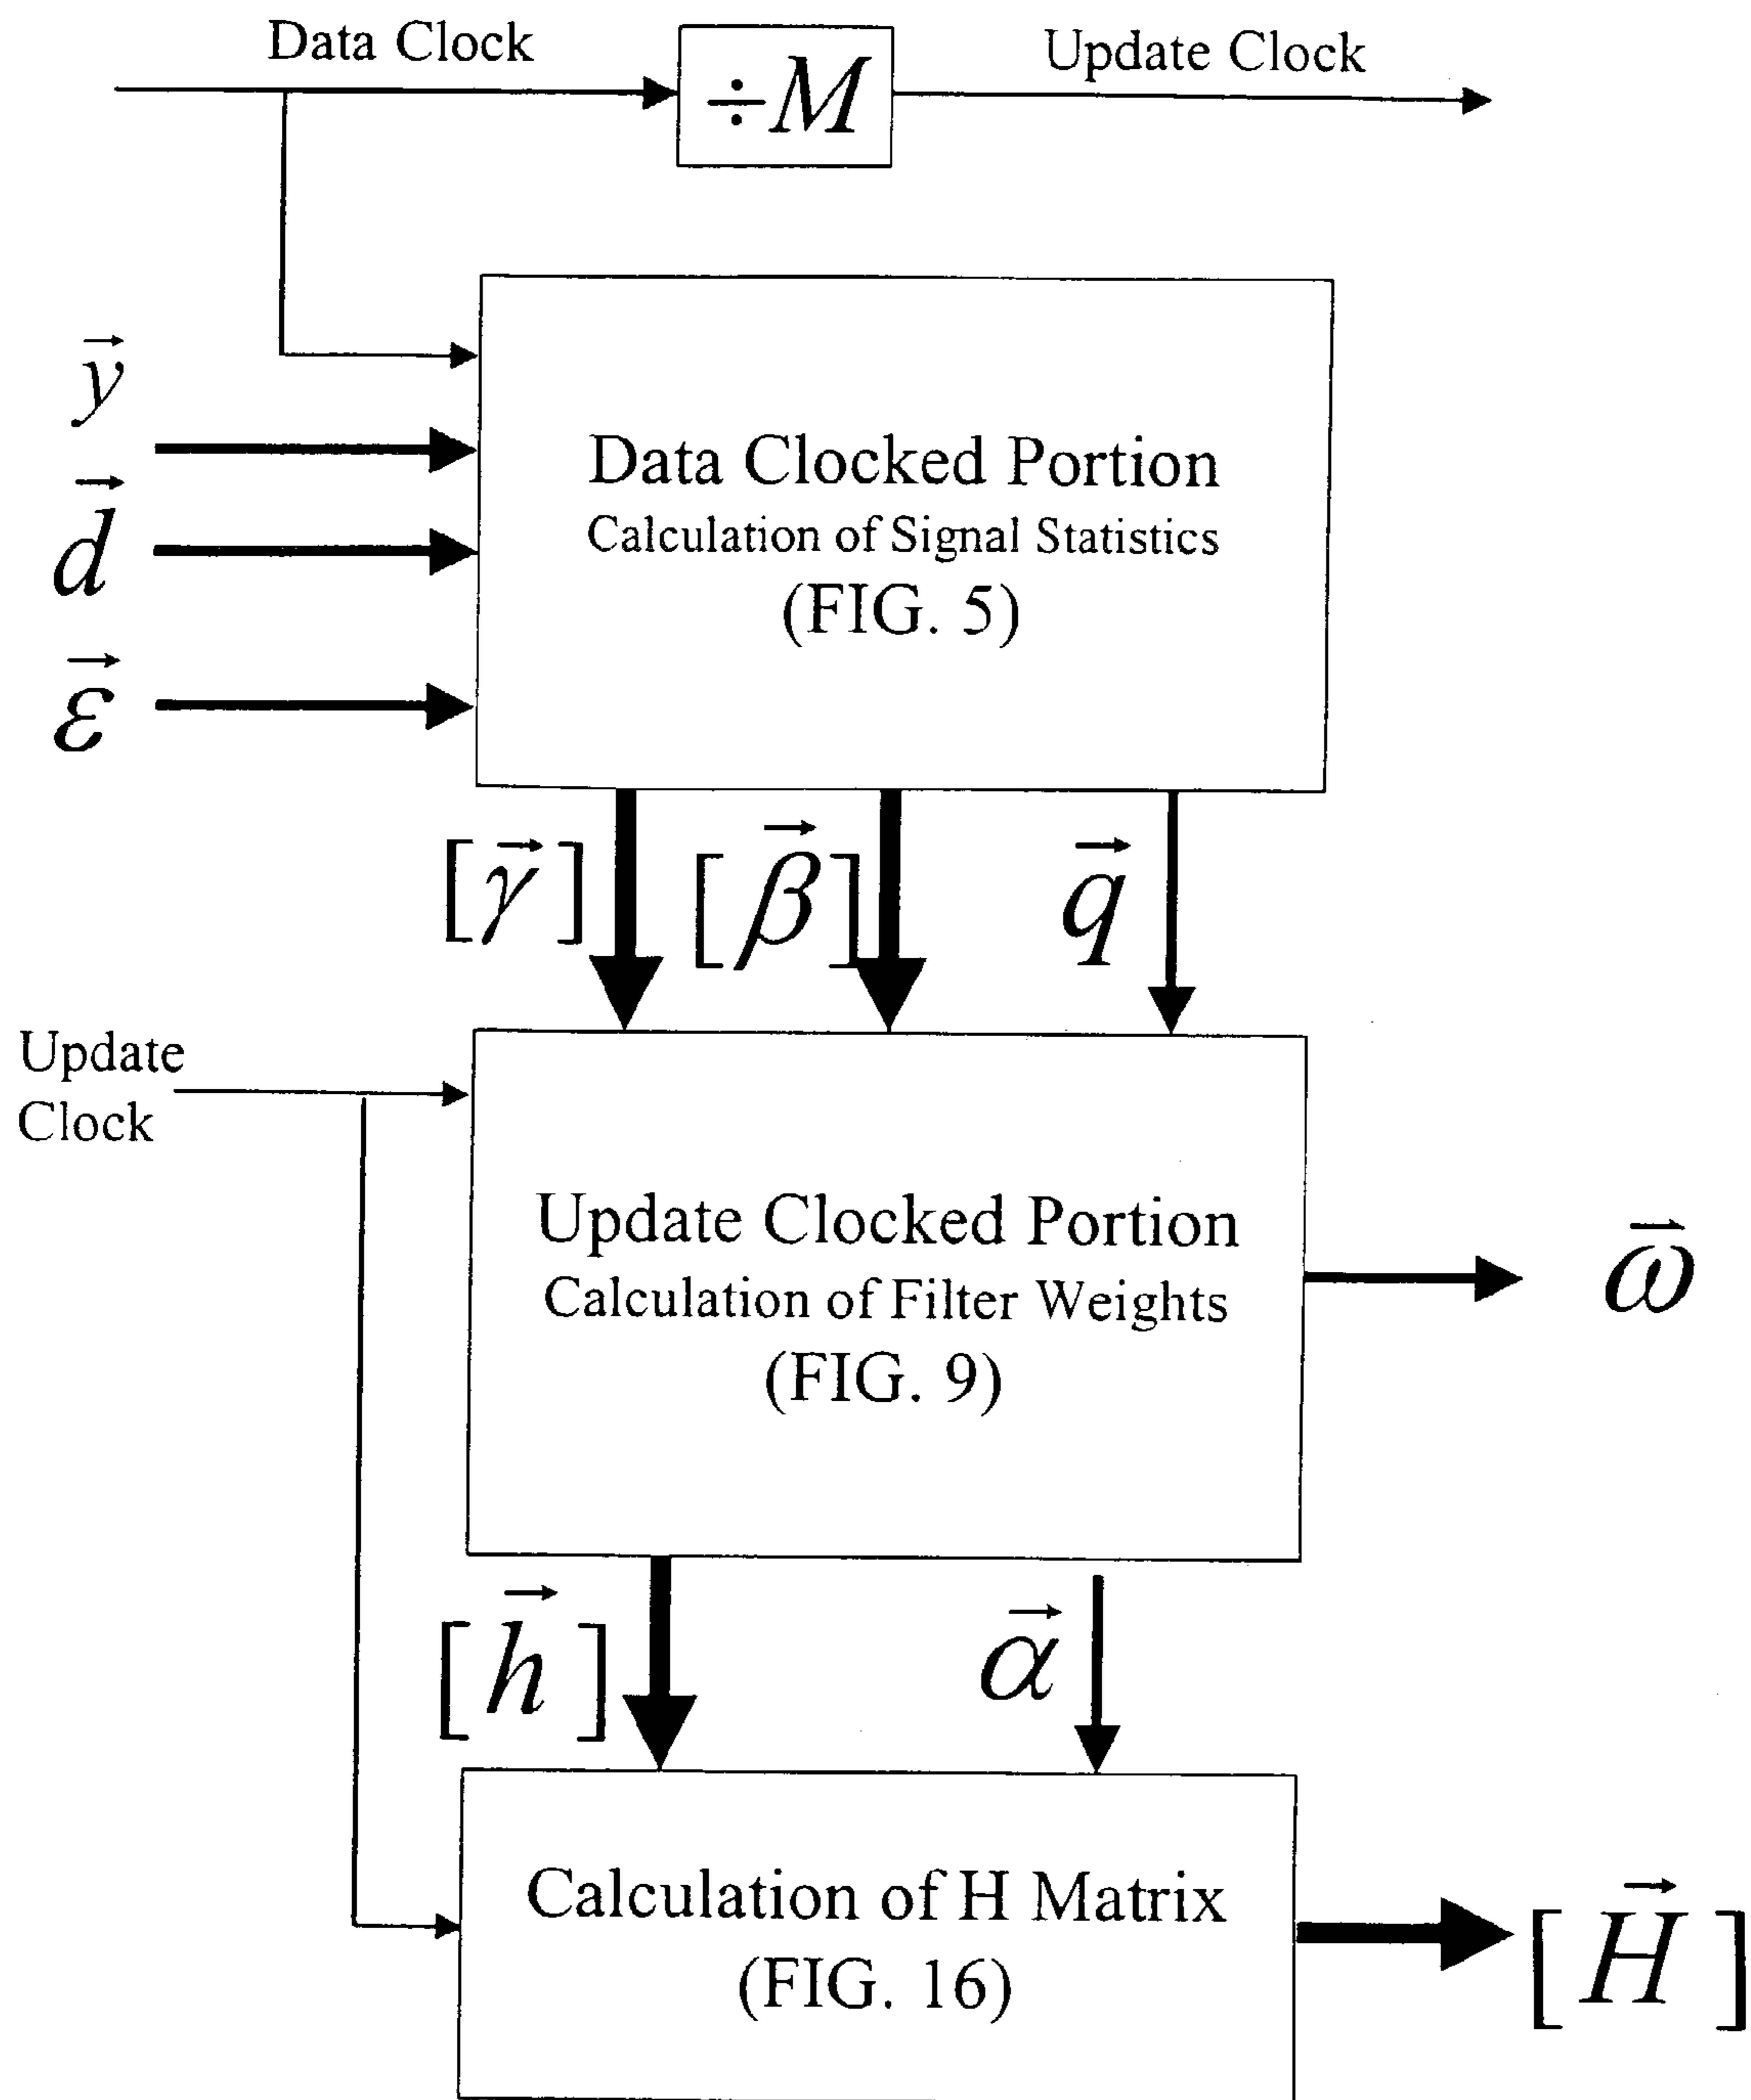 Data Clock
÷M
Update Clock
y⃗
d⃗
ε⃗
Data Clocked Portion
Calculation of Signal Statistics
(FIG. 5)
[γ⃗]
[β⃗]
q⃗
Update
Clock
Update Clocked Portion
Calculation of Filter Weights
(FIG. 9)
ω⃗
[h⃗]
α⃗
Calculation of H Matrix
(FIG. 16)
[H⃗]